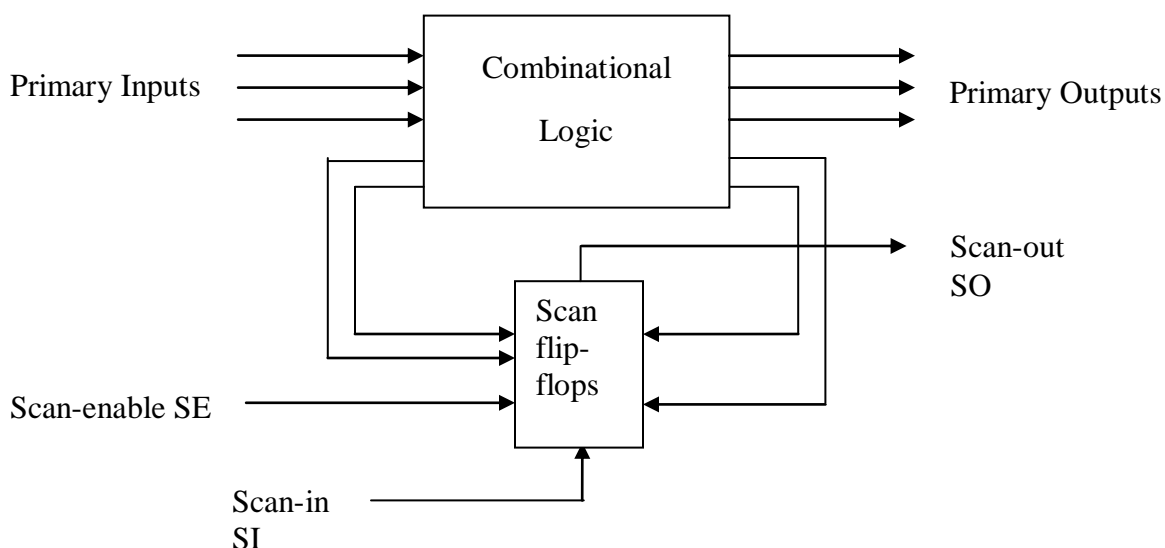 Combinational
Logic
Primary Inputs
Primary Outputs
Scan-out
SO
Scan
flip-
flops
Scan-enable SE
Scan-in
SI